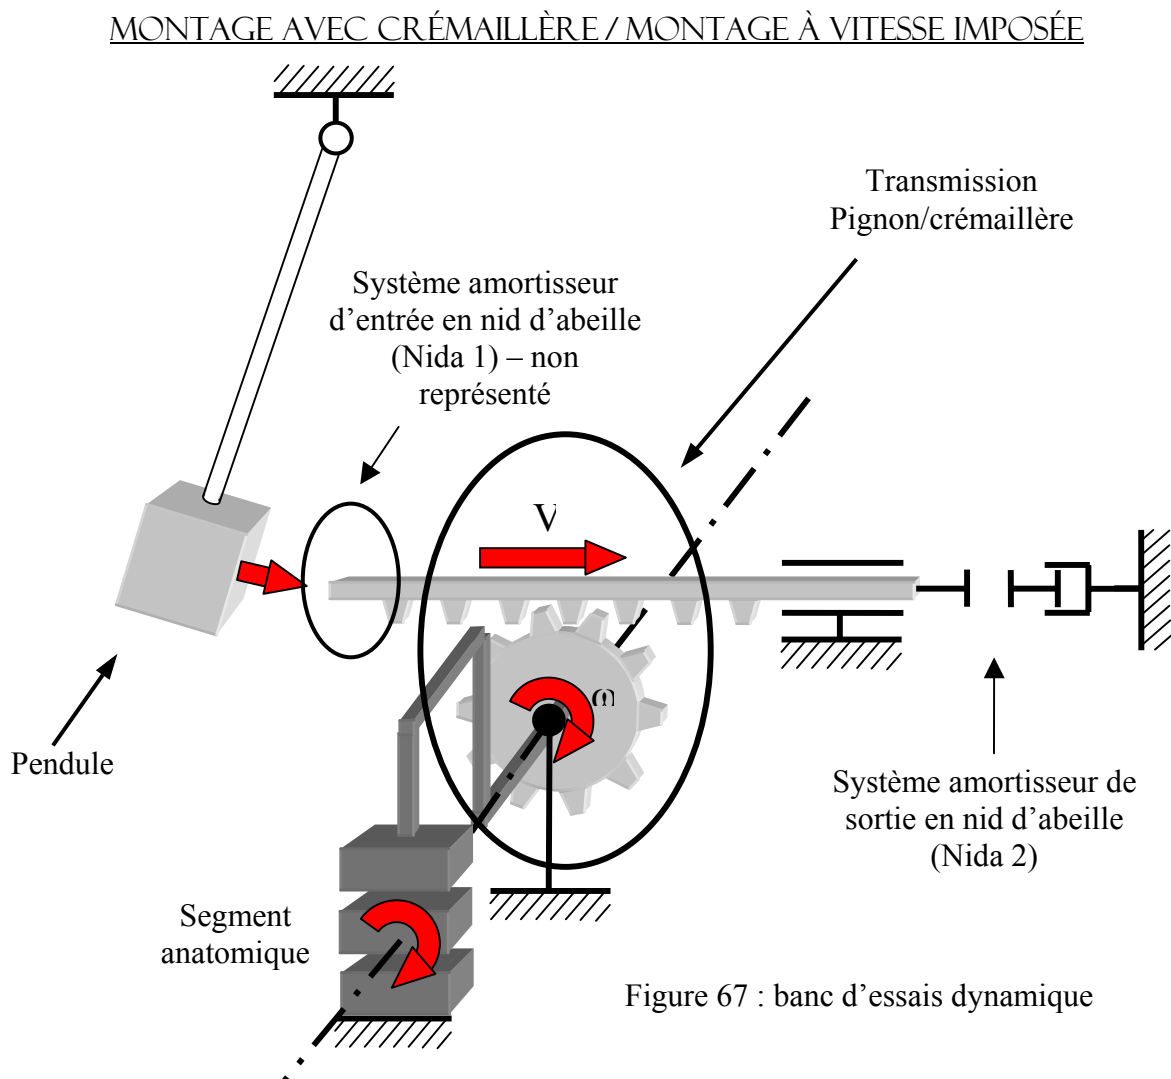 MONTAGE AVEC CRÉMAILLÈRE / MONTAGE À VITESSE IMPOSÉE
Transmission
Pignon/crémaillère
Système amortisseur
d’entrée en nid d’abeille
(Nida 1) – non
représenté
V
ω
Pendule
Système amortisseur de
sortie en nid d’abeille
(Nida 2)
Segment
anatomique
Figure 67 : banc d’essais dynamique